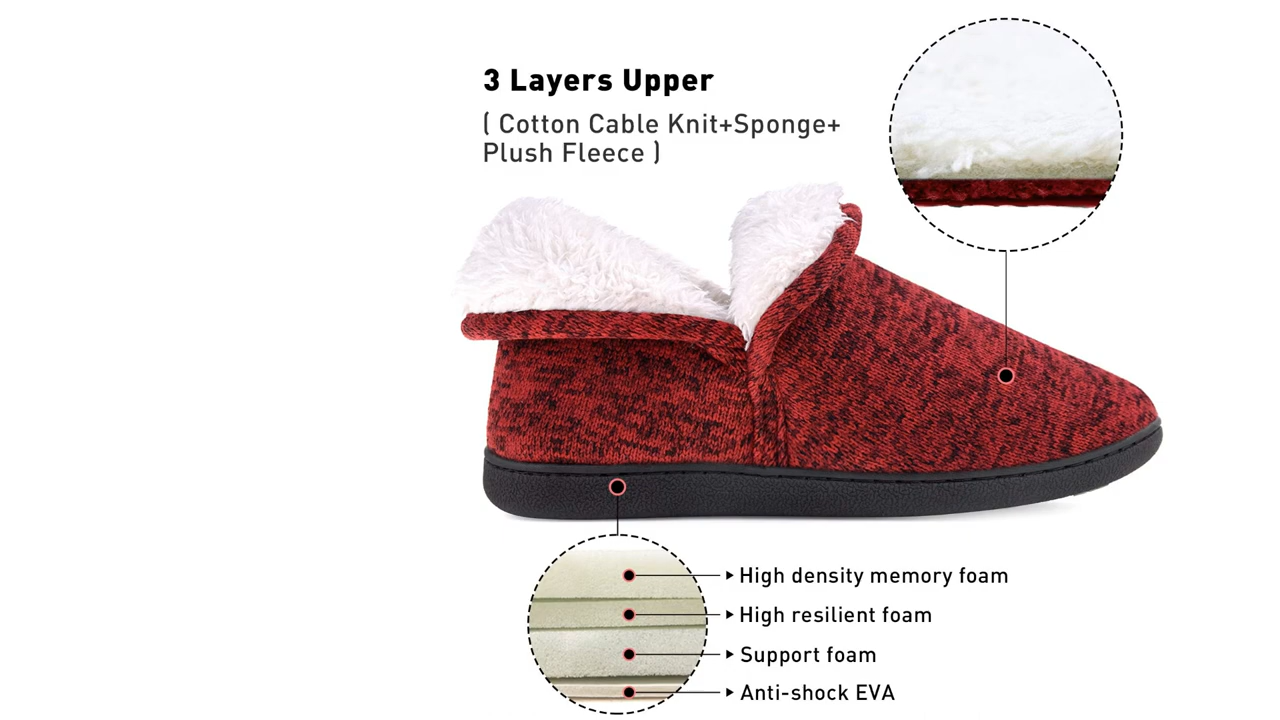 3 Layers Upper
( Cotton Cable Knit+Sponge+
Plush Fleece )
High density memory foam
High resilient foam
Support foam
Anti-shock EVA